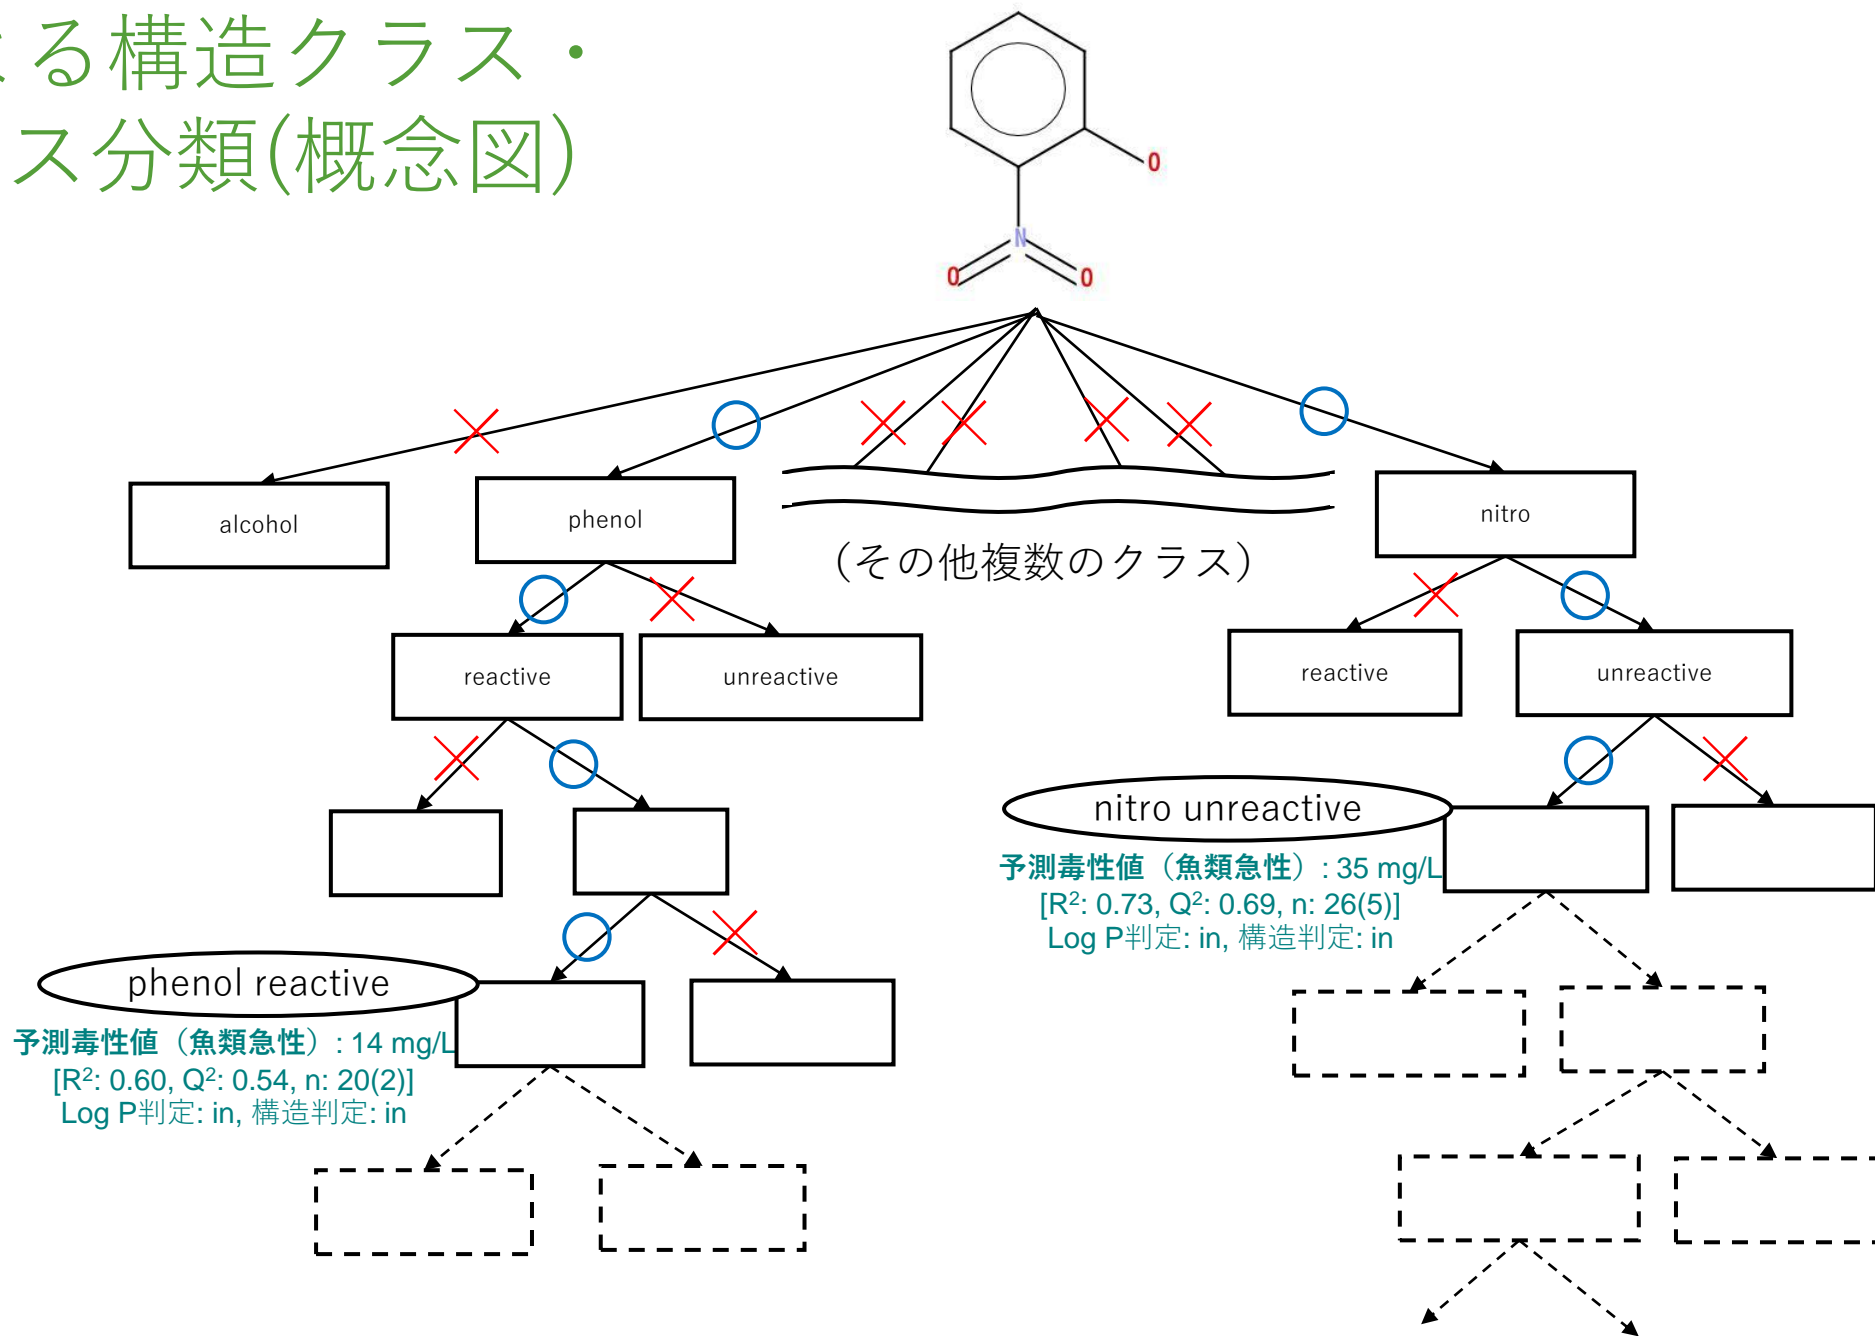 よる構造クラス・
ス分類(概念図)
O
N
O
O
alcohol
phenol
(その他複数のクラス)
nitro
reactive
unreactive
reactive
unreactive
nitro unreactive
予測毒性値（魚類急性）: 35 mg/L
[R²: 0.73, Q²: 0.69, n: 26(5)]
Log P判定: in, 構造判定: in
phenol reactive
予測毒性値（魚類急性）: 14 mg/L
[R²: 0.60, Q²: 0.54, n: 20(2)]
Log P判定: in, 構造判定: in